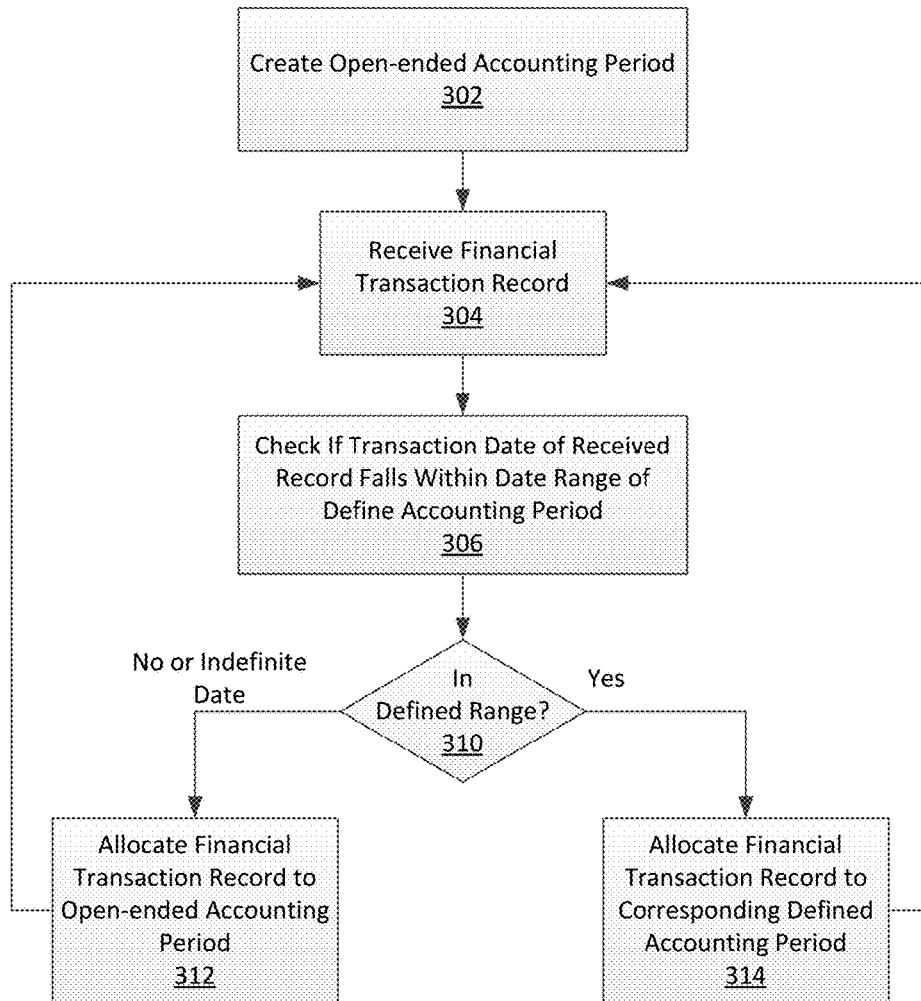 Create Open-ended Accounting Period
302
Receive Financial
Transaction Record
304
Check If Transaction Date of Received
Record Falls Within Date Range of
Define Accounting Period
306
No or Indefinite
Date
In
Defined Range?
310
Yes
Allocate Financial
Transaction Record to
Open-ended Accounting
Period
312
Allocate Financial
Transaction Record to
Corresponding Defined
Accounting Period
314